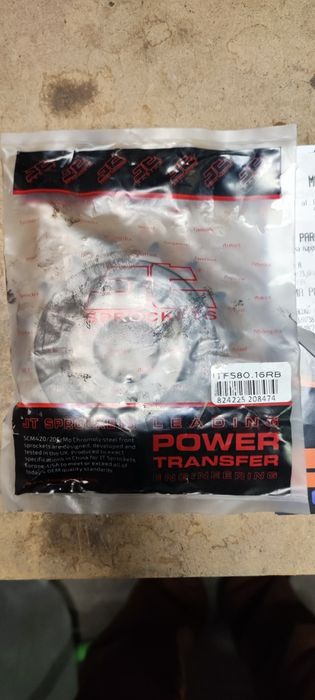 SPROCKETS
JTF580.16RB
824225 208474
JT SPROCKETS LEADING
POWER
TRANSFER
ENGINEERING
SCM420/20CrMo Chromoly steel front
sprockets are designed, developed and
tested in the UK, produced to exact
specifications in China for JT Sprockets
Europe-USA to meet or exceed all of
today's OEM quality standards.